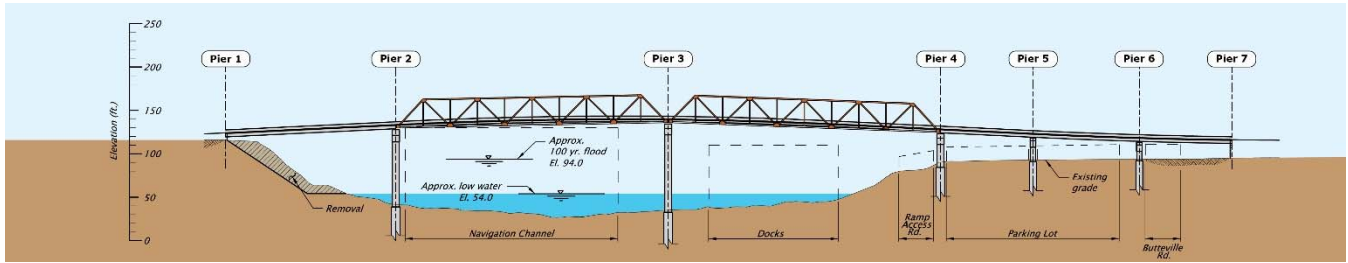 250
200
150
100
50
0
Elevation (ft.)
Pier 1
Pier 2
Pier 3
Pier 4
Pier 5
Pier 6
Pier 7
Approx.
100 yr. flood
El. 94.0
Approx. low water
El. 54.0
Removal
Existing
grade
Navigation Channel
Docks
Ramp
Access
Rd.
Parking Lot
Butteville
Rd.